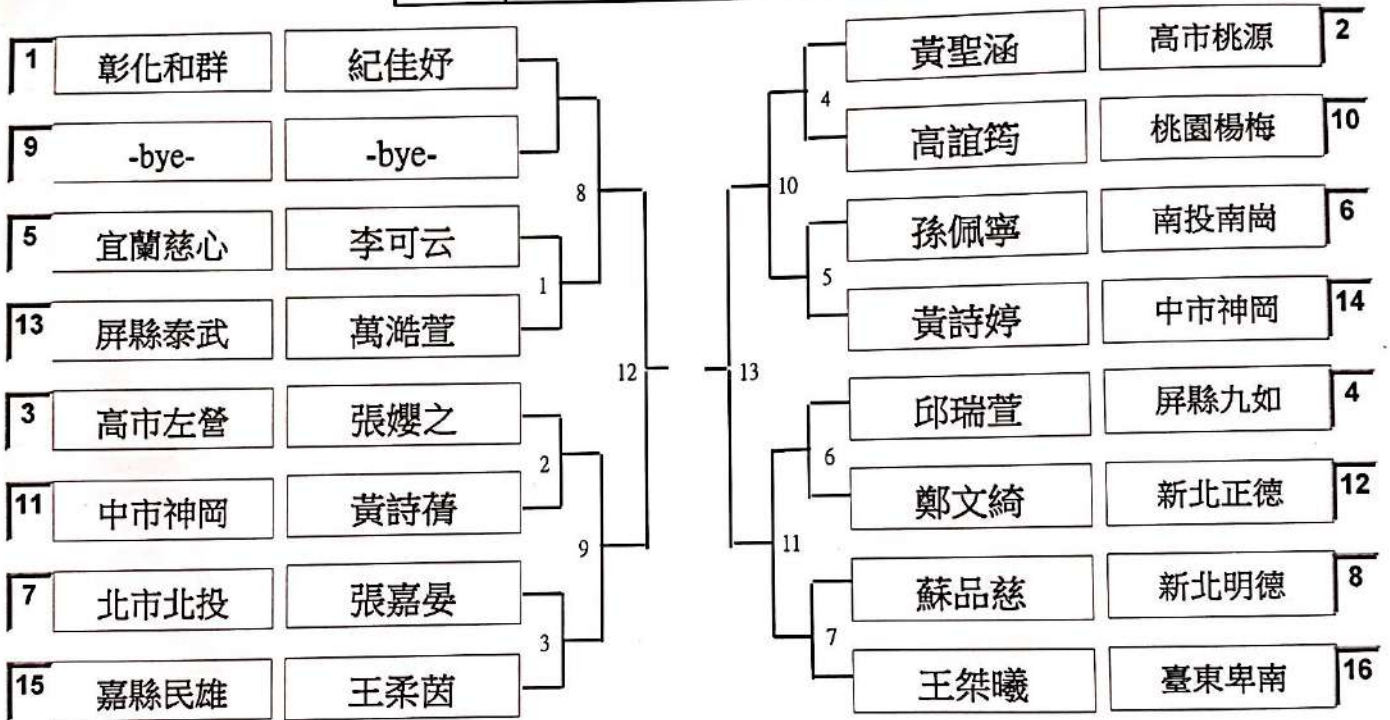 1 彰化和群 紀佳妤 黃聖涵 高市桃源 2
4
9 -bye- -bye- 高誼筠 桃園楊梅 10
8 10
5 宜蘭慈心 李可云 孫佩寧 南投南崗 6
1 5
13 屏縣泰武 萬澔萱 黃詩婷 中市神岡 14
12 13
3 高市左營 張嬰之 邱瑞萱 屏縣九如 4
2 6
11 中市神岡 黃詩蒨 鄭文綺 新北正德 12
9 11
7 北市北投 張嘉晏 蘇品慈 新北明德 8
3 7
15 嘉縣民雄 王柔茵 王桀曦 臺東卑南 16